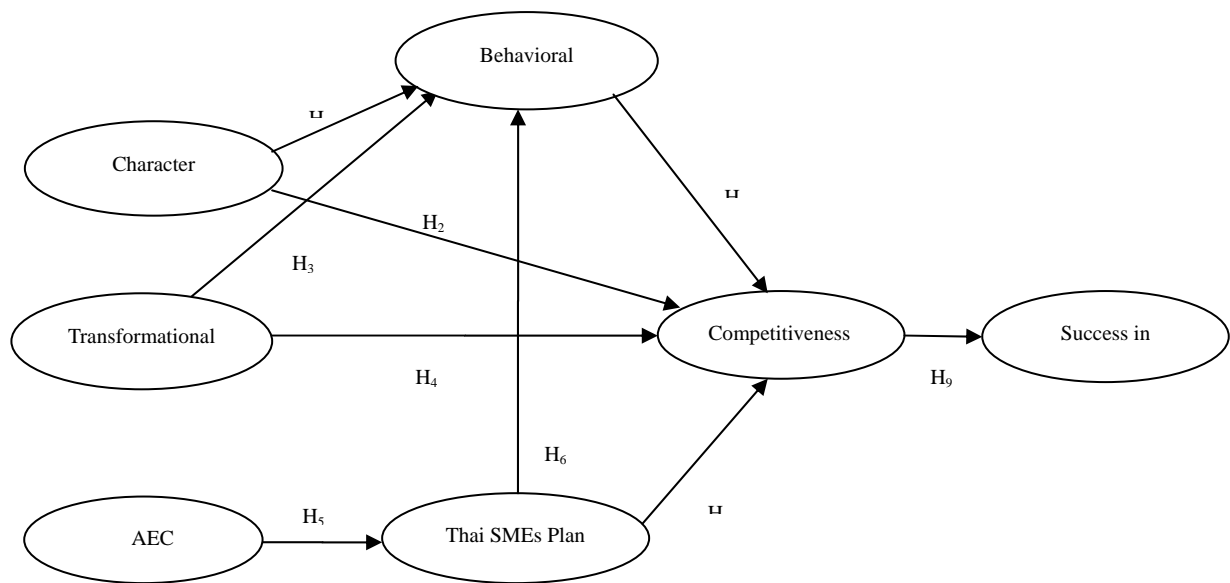 Behavioral
H
Character
H
H₂
H₃
Transformational
Competitiveness
Success in
H₄
H₉
H₆
H₅
AEC
Thai SMEs Plan